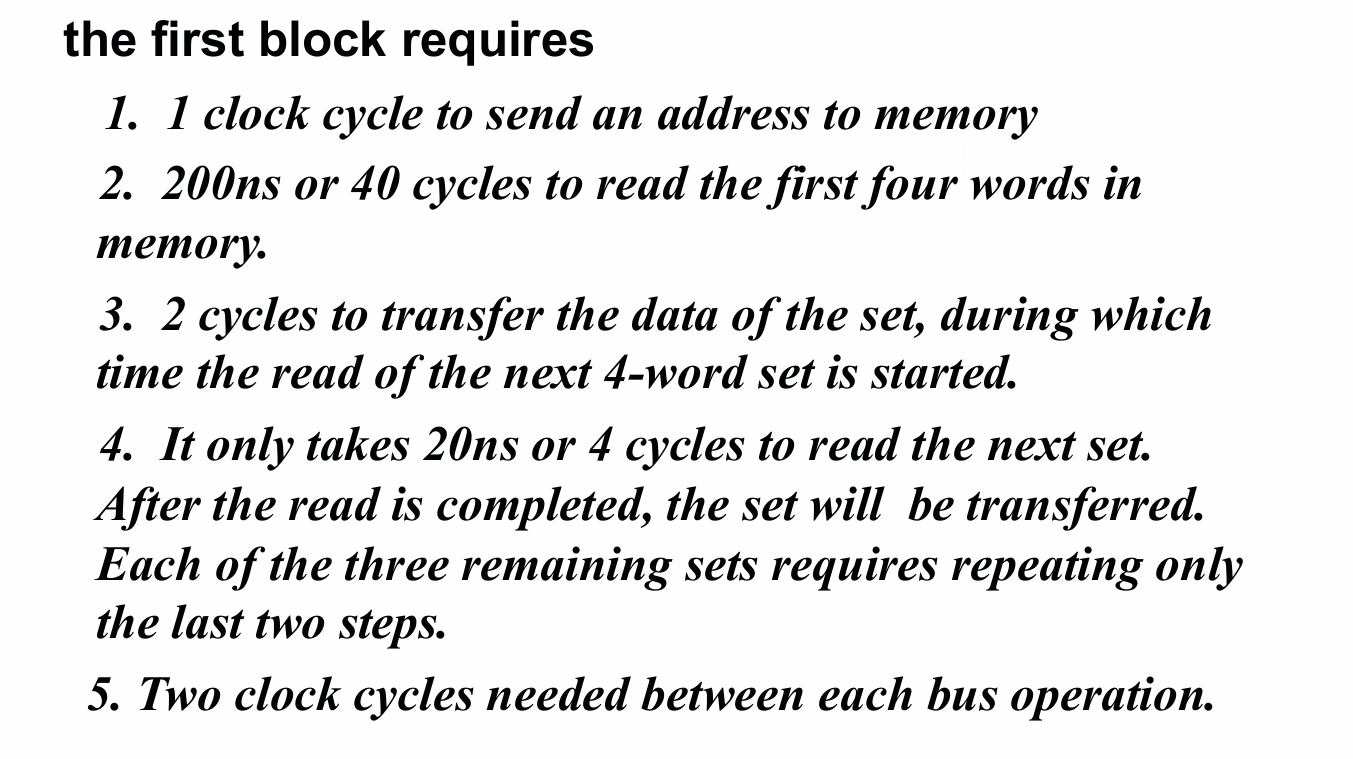 the first block requires
1. 1 clock cycle to send an address to memory
2. 200ns or 40 cycles to read the first four words in
memory.
3. 2 cycles to transfer the data of the set, during which
time the read of the next 4-word set is started.
4. It only takes 20ns or 4 cycles to read the next set.
After the read is completed, the set will be transferred.
Each of the three remaining sets requires repeating only
the last two steps.
5. Two clock cycles needed between each bus operation.